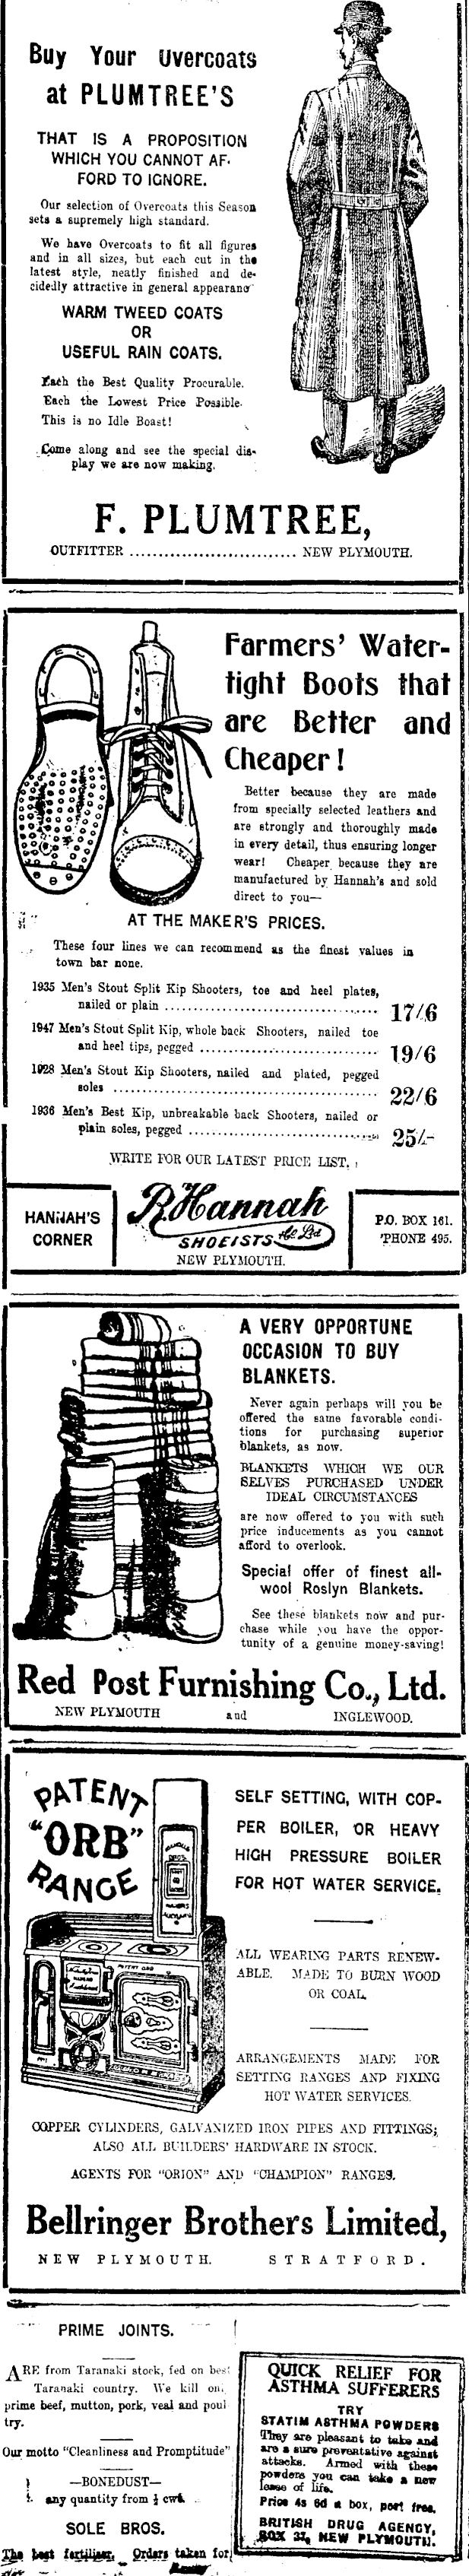 Buy Your Overcoats
at PLUMTREE'S
THAT IS A PROPOSITION
WHICH YOU CANNOT AF-
FORD TO IGNORE.
Our selection of Overcoats this Season
sets a supremely high standard.
We have Overcoats to fit all figures
and in all sizes, but each cut in the
latest style, neatly finished and de-
cidedly attractive in general appearanc
WARM TWEED COATS
OR
USEFUL RAIN COATS.
Each the Best Quality Procurable.
Each the Lowest Price Possible.
This is no Idle Boast!
Come along and see the special dis-
play we are now making.
F. PLUMTREE,
OUTFITTER ............................ NEW PLYMOUTH.
Farmers' Water-
tight Boots that
are Better and
Cheaper!
Better because they are made
from specially selected leathers and
are strongly and thoroughly made
in every detail, thus ensuring longer
wear! Cheaper because they are
manufactured by Hannah's and sold
direct to you—
AT THE MAKER'S PRICES.
These four lines we can recommend as the finest values in
town bar none.
1935 Men's Stout Split Kip Shooters, toe and heel plates,
nailed or plain .................... 17/6
1947 Men's Stout Split Kip, whole back Shooters, nailed toe
and heel tips, pegged .................... 19/6
1928 Men's Stout Kip Shooters, nailed and plated, pegged
soles .................... 22/6
1936 Men's Best Kip, unbreakable back Shooters, nailed or
plain soles, pegged .................... 25/-
WRITE FOR OUR LATEST PRICE LIST.
HANNAH'S
CORNER
R. Hannah
& Co Ltd
SHOEISTS
NEW PLYMOUTH.
P.O. BOX 161.
'PHONE 495.
A VERY OPPORTUNE
OCCASION TO BUY
BLANKETS.
Never again perhaps will you be
offered the same favorable condi-
tions for purchasing superior
blankets, as now.
BLANKETS WHICH WE OUR
SELVES PURCHASED UNDER
IDEAL CIRCUMSTANCES
are now offered to you with such
price inducements as you cannot
afford to overlook.
Special offer of finest all-
wool Roslyn Blankets.
See these blankets now and pur-
chase while you have the oppor-
tunity of a genuine money-saving!
Red Post Furnishing Co., Ltd.
NEW PLYMOUTH and INGLEWOOD.
PATENT
"ORB"
RANGE
PATENT ORB
SELF SETTING, WITH COP-
PER BOILER, OR HEAVY
HIGH PRESSURE BOILER
FOR HOT WATER SERVICE.
ALL WEARING PARTS RENEW-
ABLE. MADE TO BURN WOOD
OR COAL.
ARRANGEMENTS MADE FOR
SETTING RANGES AND FIXING
HOT WATER SERVICES.
COPPER CYLINDERS, GALVANIZED IRON PIPES AND FITTINGS;
ALSO ALL BUILDERS' HARDWARE IN STOCK.
AGENTS FOR "ORION" AND "CHAMPION" RANGES.
Bellringer Brothers Limited,
NEW PLYMOUTH. STRATFORD.
PRIME JOINTS.
ARE from Taranaki stock, fed on best
Taranaki country. We kill on
prime beef, mutton, pork, veal and poul
try.
Our motto "Cleanliness and Promptitude"
—BONEDUST—
any quantity from ½ cwt.
SOLE BROS.
The best fertiliser. Orders taken for
QUICK RELIEF FOR
ASTHMA SUFFERERS
TRY
STATIM ASTHMA POWDERS
They are pleasant to take and
are a sure preventative against
attacks. Armed with these
powders you can take a new
lease of life.
Price 4s 6d a box, post free.
BRITISH DRUG AGENCY,
BOX 31, NEW PLYMOUTH.